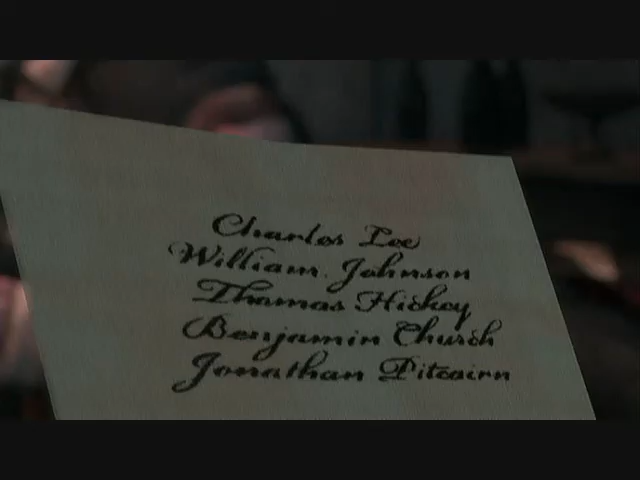 Charles Lee
William Johnson
Thomas Hickey
Benjamin Church
Jonathan Pitcairn